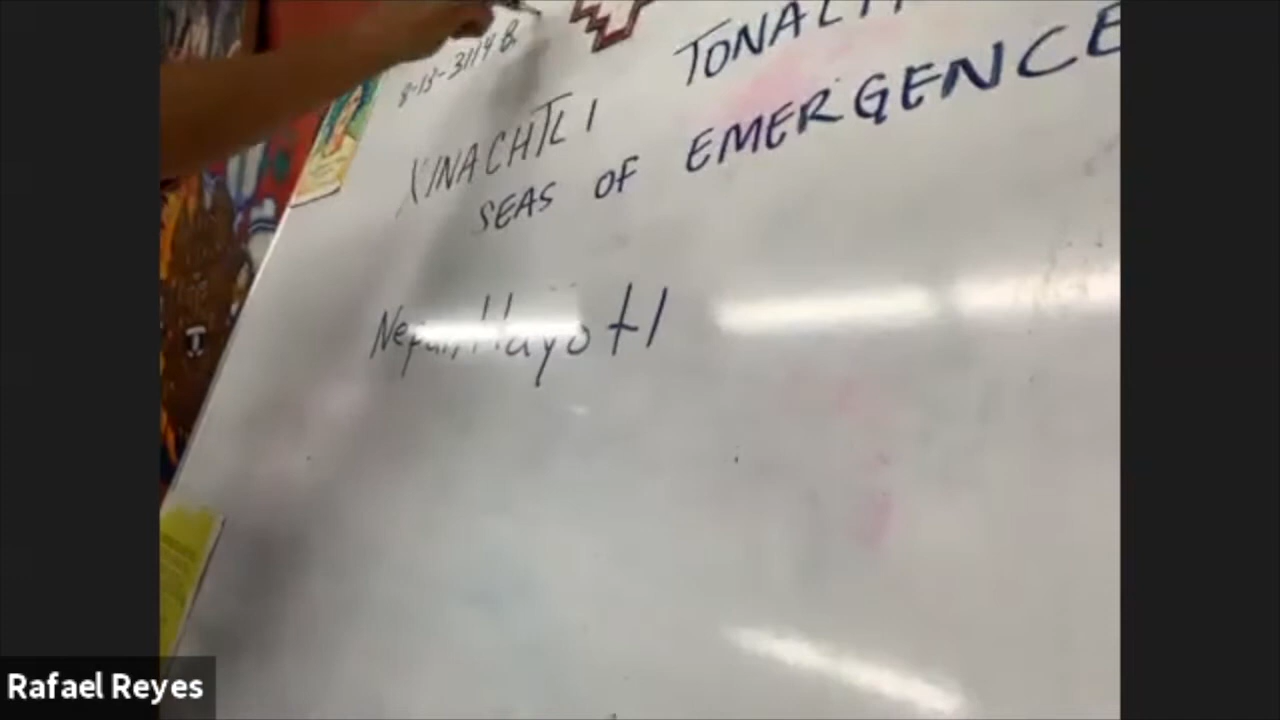 8-13-3114 B.
XINACHTLI
SEAS OF EMERGENCE
Rafael Reyes